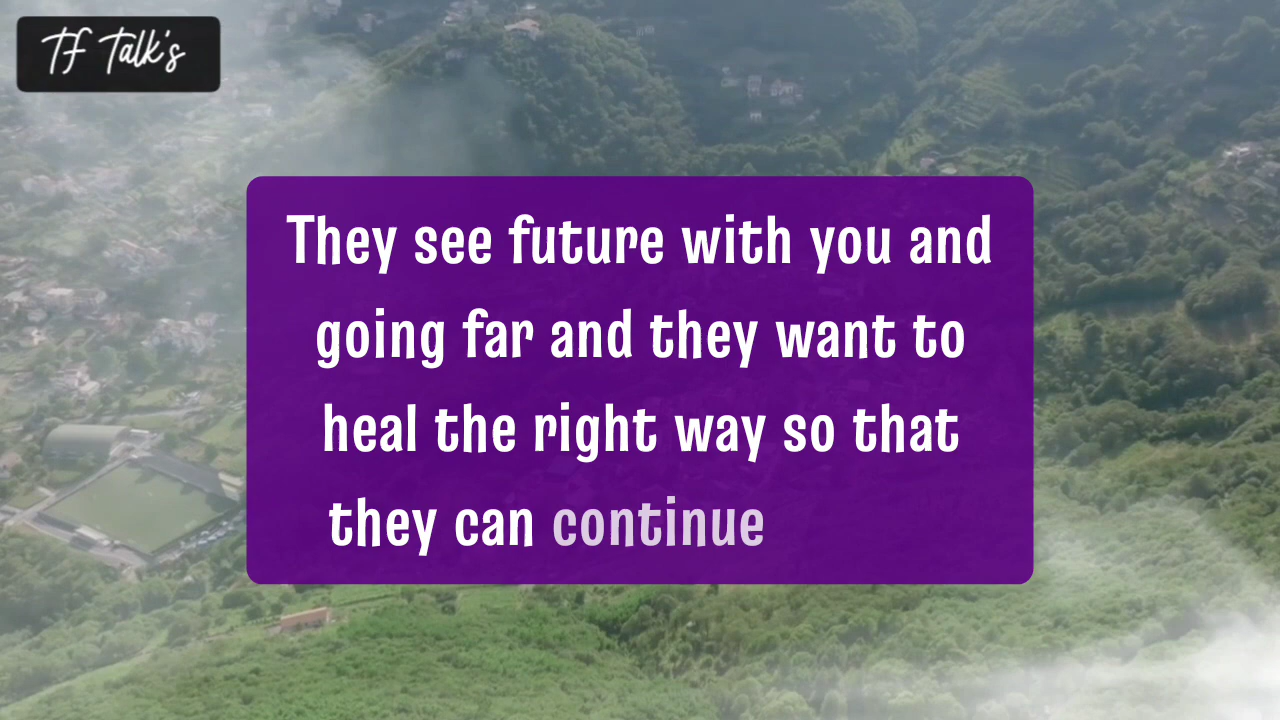 TF Talk's
They see future with you and
going far and they want to
heal the right way so that
they can continue